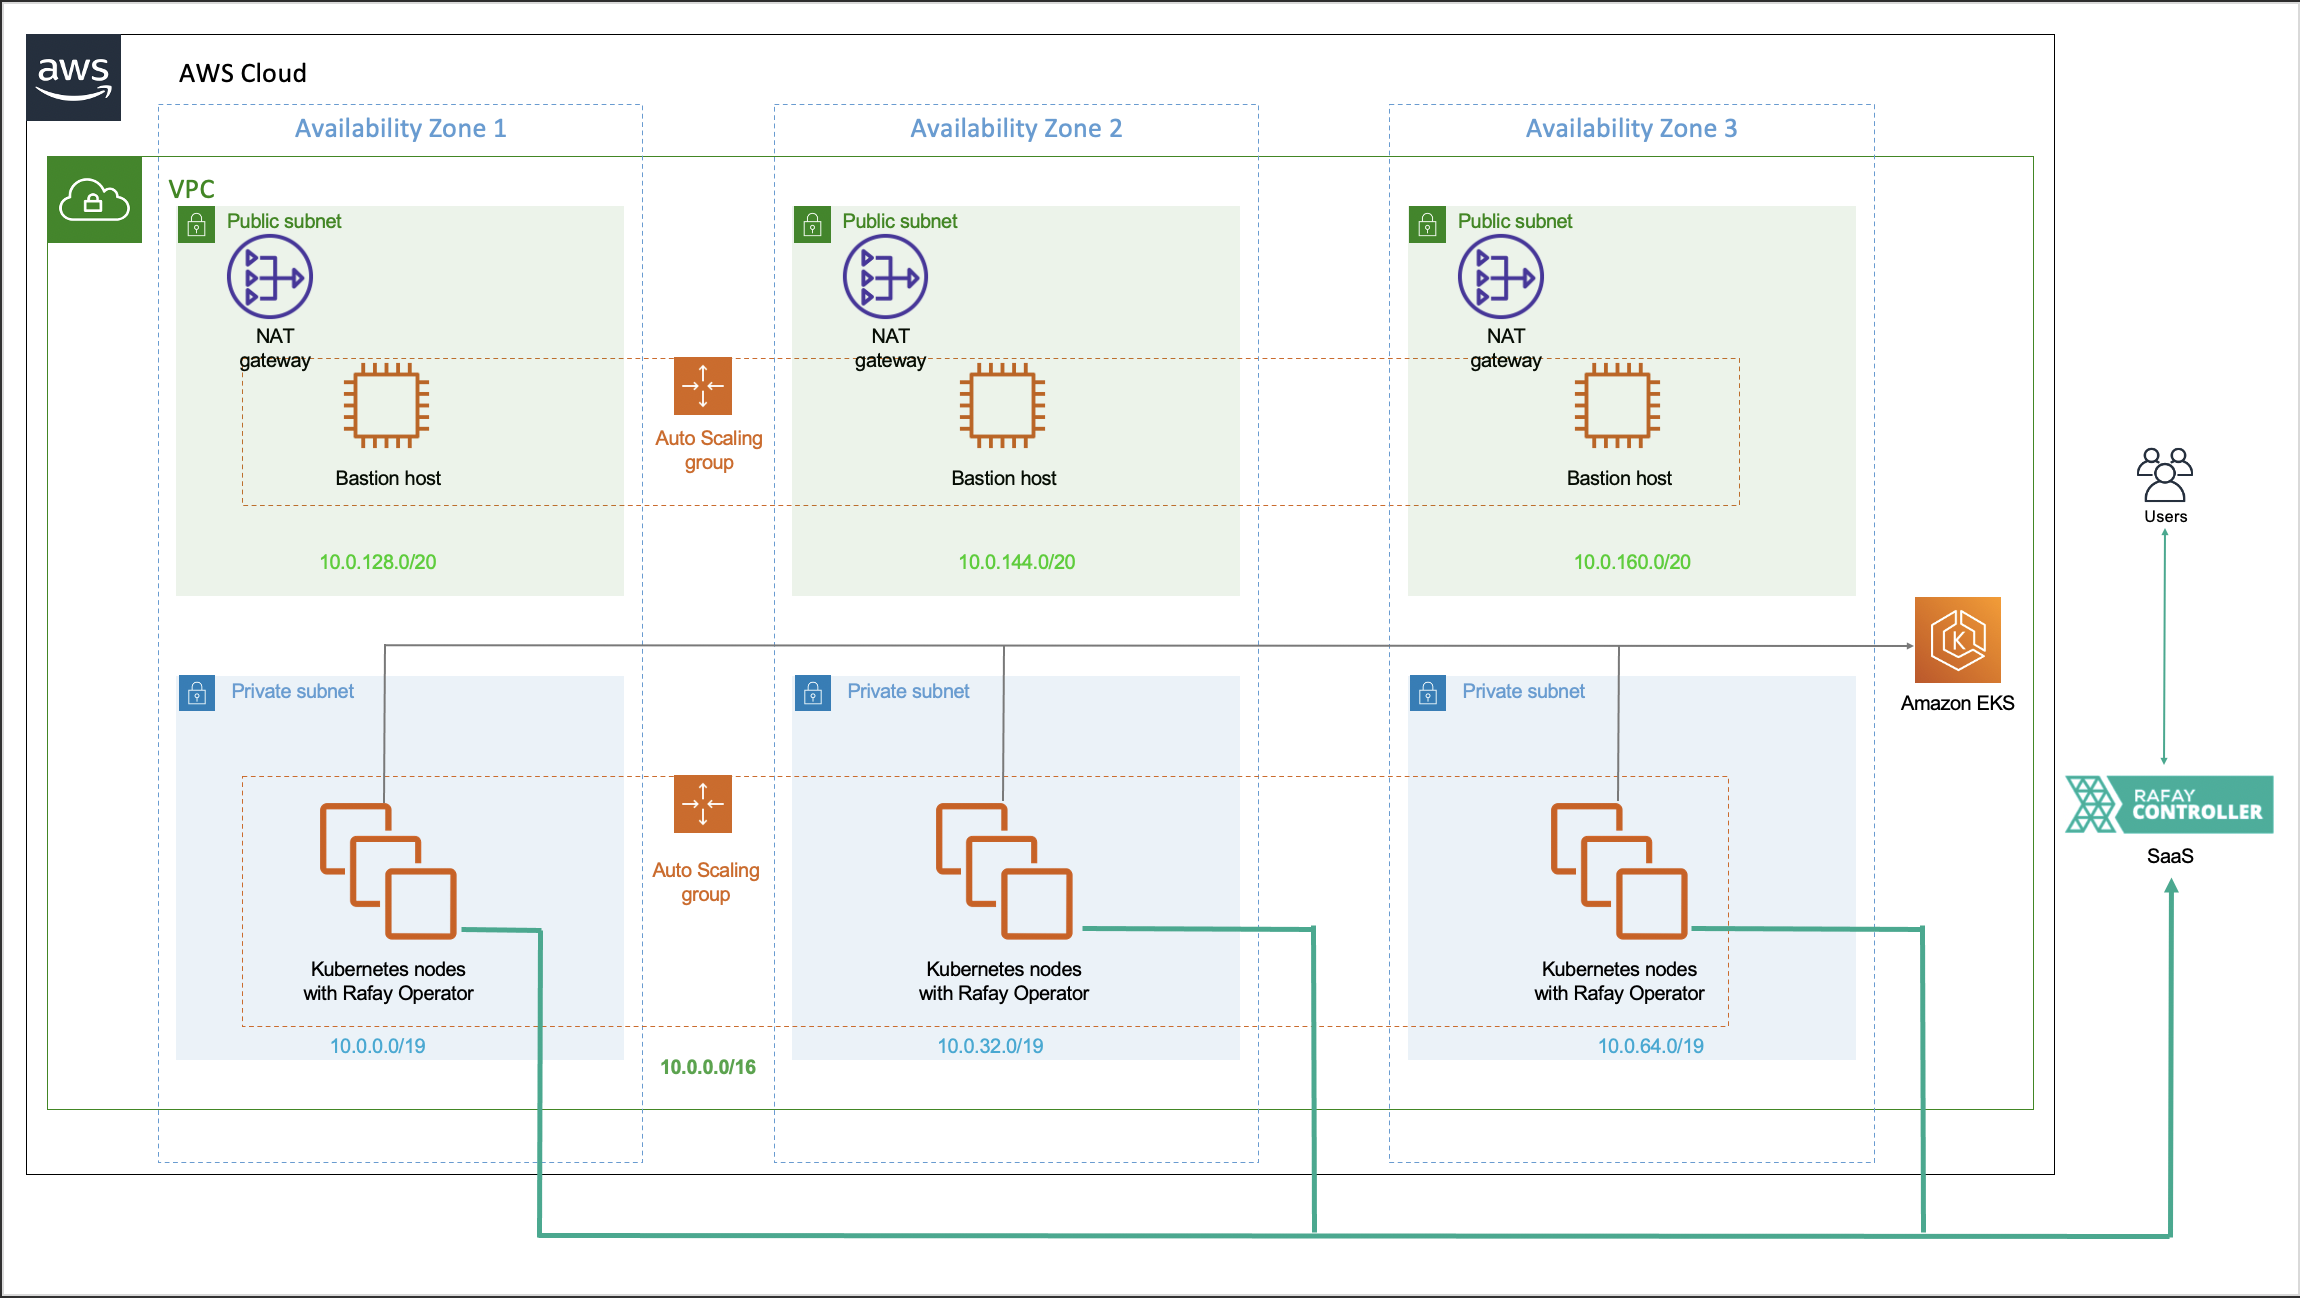 aws
AWS Cloud
Availability Zone 1
Availability Zone 2
Availability Zone 3
VPC
Public subnet
Public subnet
Public subnet
NAT
gateway
NAT
gateway
NAT
gateway
Auto Scaling
group
Bastion host
Bastion host
Bastion host
Users
10.0.128.0/20
10.0.144.0/20
10.0.160.0/20
K
Amazon EKS
Private subnet
Private subnet
Private subnet
RAFAY
CONTROLLER
SaaS
Auto Scaling
group
Kubernetes nodes
with Rafay Operator
Kubernetes nodes
with Rafay Operator
Kubernetes nodes
with Rafay Operator
10.0.0.0/19
10.0.32.0/19
10.0.64.0/19
10.0.0.0/16